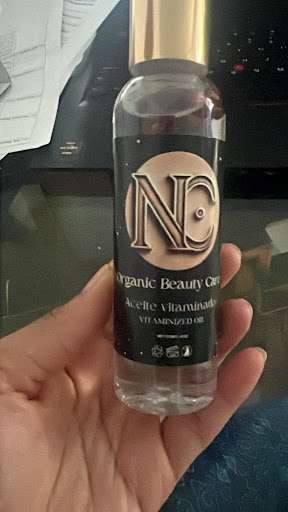 NC
Organic Beauty Care
Aceite Vitaminado
VITAMINIZED OIL